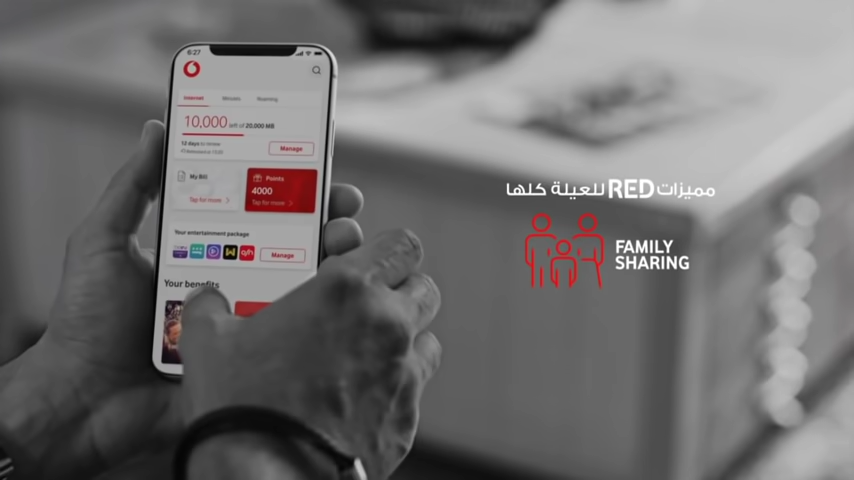 6:27
Internet
Minutes
Roaming
10,000 left of 20,000 MB
12 days to renew
Manage
My Bill
Tap for more >
Points
4000
Tap for more >
Your entertainment package
Manage
Your benefits
مميزات RED للعيلة كلها
FAMILY
SHARING